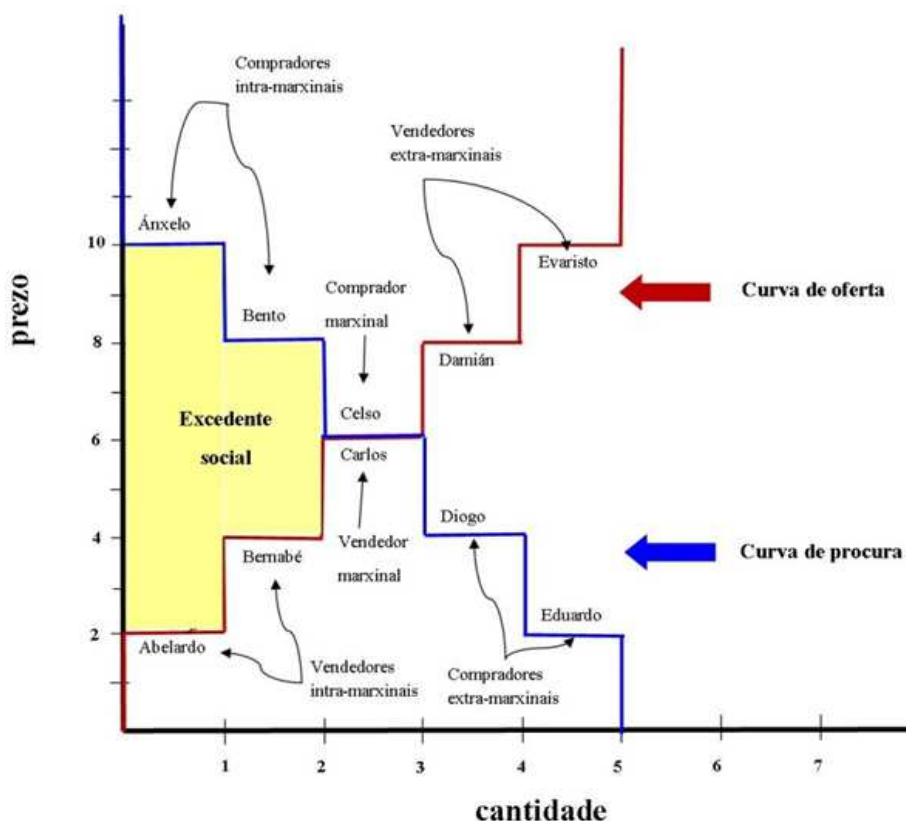 Compradores
intra-marxinais
Vendedores
extra-marxinais
Ánxelo
10
Evaristo
prezo
Comprador
marxinal
Curva de oferta
Bento
8
Damián
Excedente
social
Celso
6
Carlos
Diogo
4
Vendedor
marxinal
Curva de procura
Bernabé
Eduardo
2
Abelardo
Vendedores
intra-marxinais
Compradores
extra-marxinais
1
2
3
4
5
6
7
cantidade